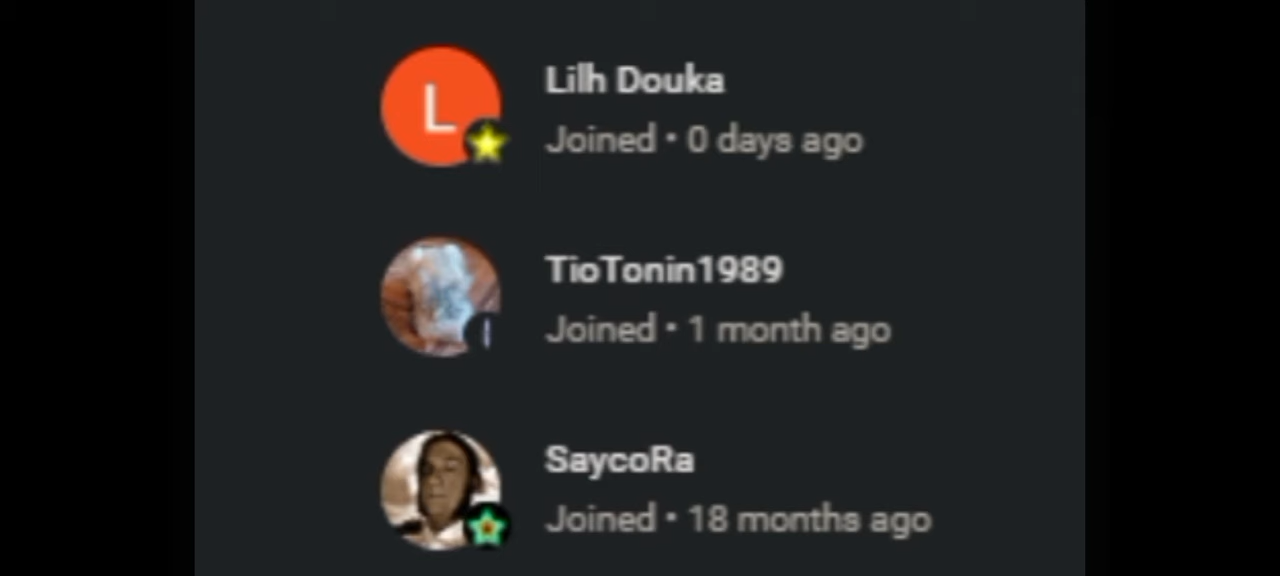 L
Lilh Douka
Joined • 0 days ago
TioTonin1989
Joined • 1 month ago
SaycoRa
Joined • 18 months ago